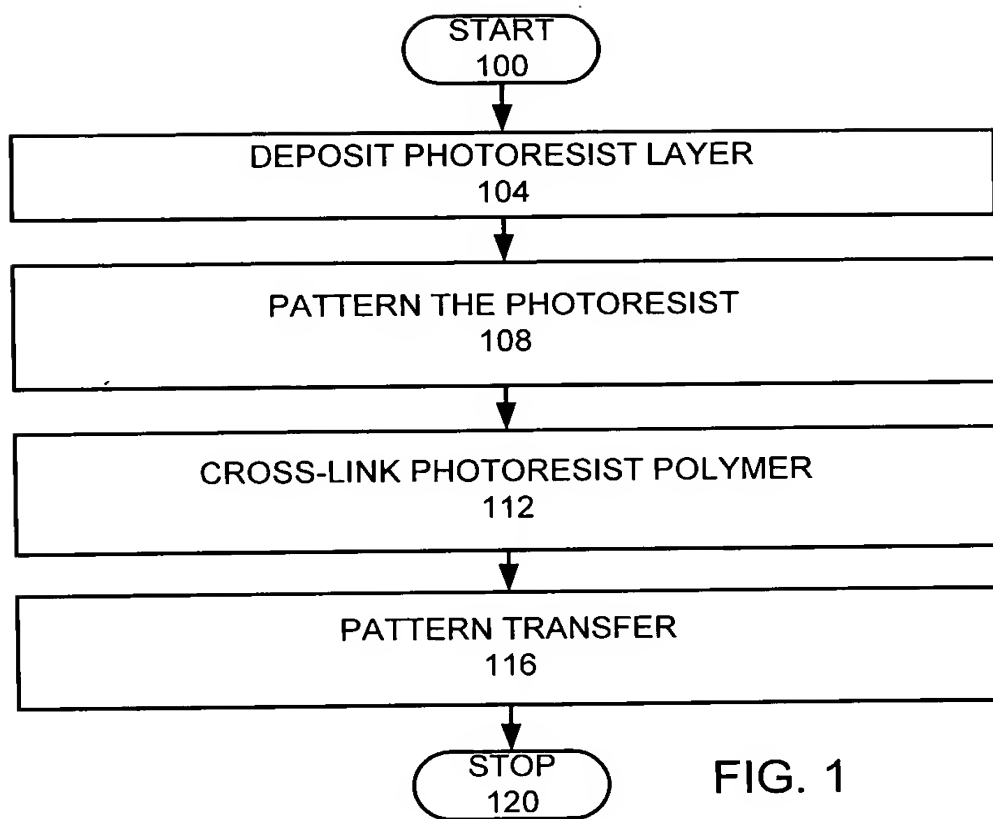 START
100
DEPOSIT PHOTORESIST LAYER
104
PATTERN THE PHOTORESIST
108
CROSS-LINK PHOTORESIST POLYMER
112
PATTERN TRANSFER
116
STOP
120
FIG. 1